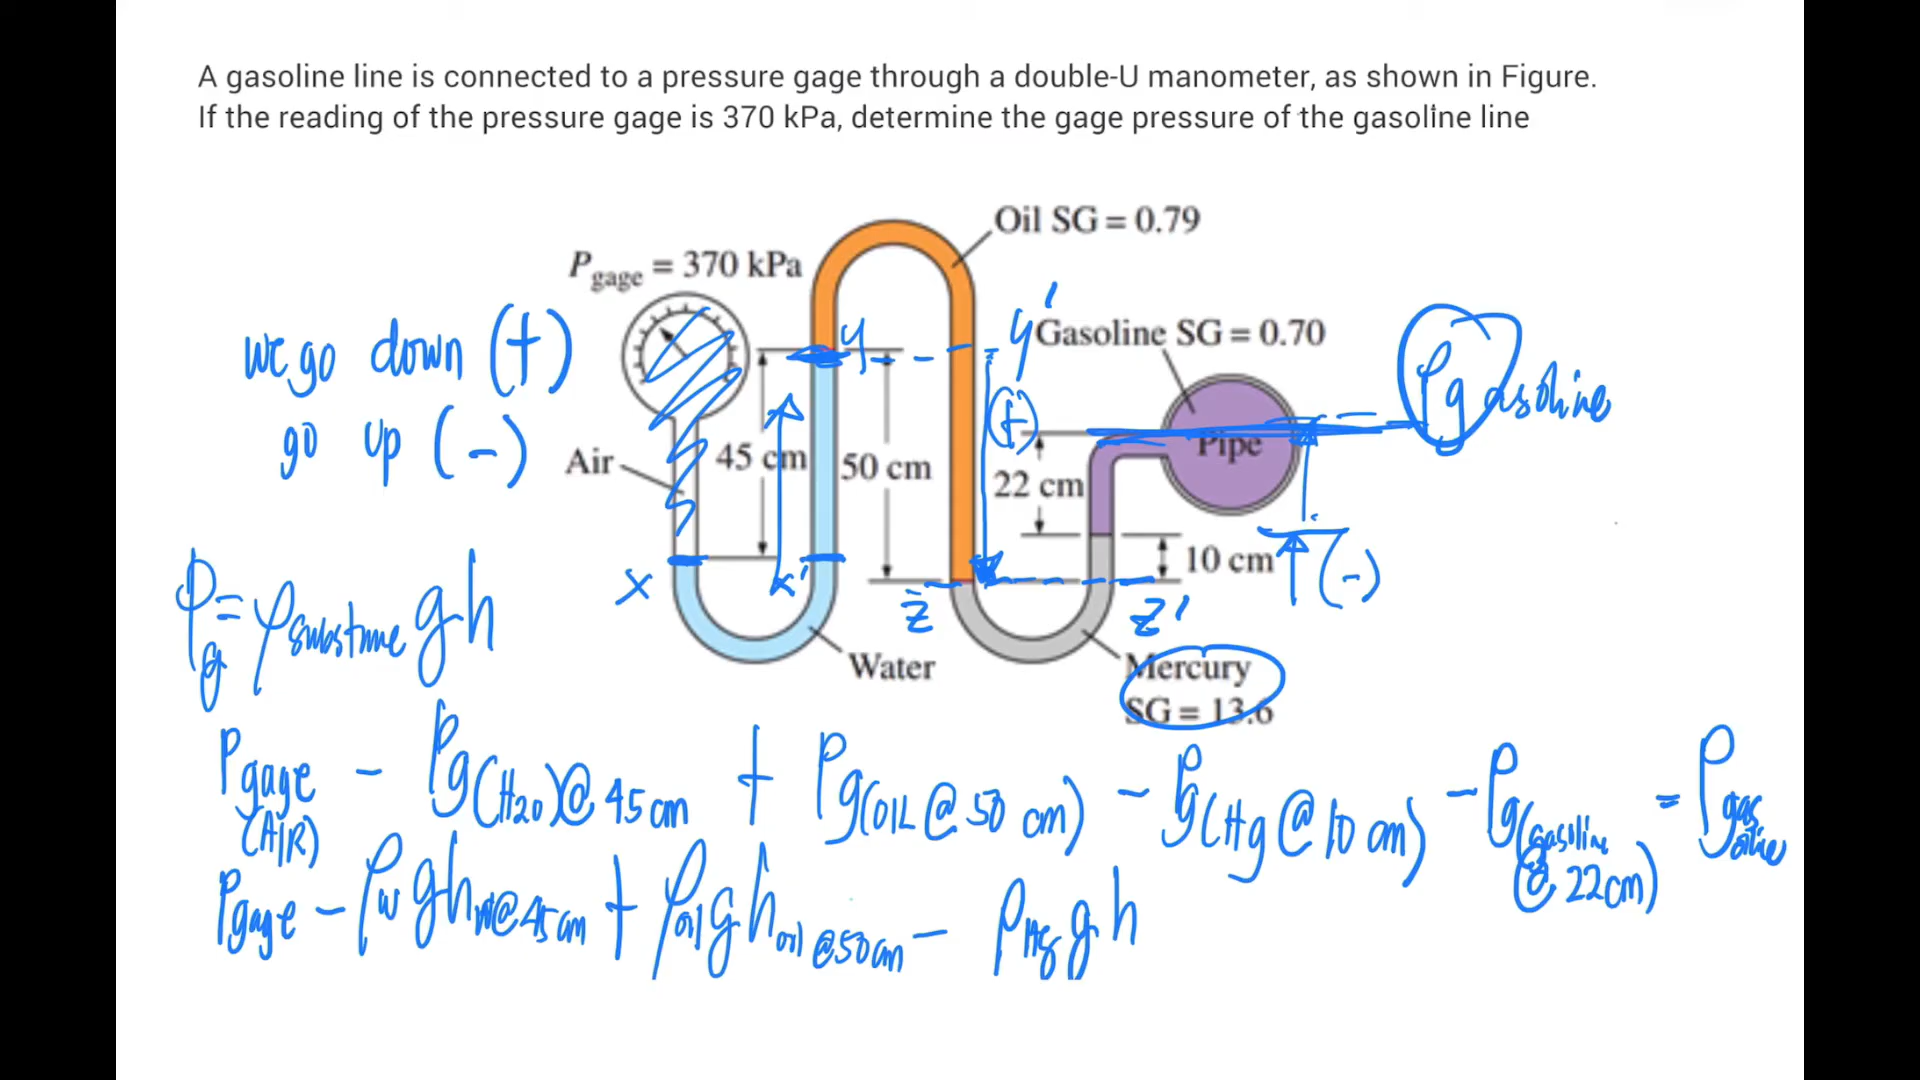 A gasoline line is connected to a pressure gage through a double-U manometer, as shown in Figure.
If the reading of the pressure gage is 370 kPa, determine the gage pressure of the gasoline line
Oil SG = 0.79
Pgage = 370 kPa
y y'
Gasoline SG = 0.70
we go down (+)
go up (-)
Pgasoline
(+)
Pipe
Air
45 cm
50 cm
22 cm
10 cm
(-)
x x'
z z'
Water
Mercury
SG = 13.6
Pg = ρ gh
Pgage (AIR) - Pg(H2O)@45cm + Pg(OIL@50 cm) - Pg(Hg@10 cm) - Pg(gasoline @ 22cm) = Pgasoline
Pgage - ρw gh w@45cm + ρoil gh oil @50cm - ρHg g h